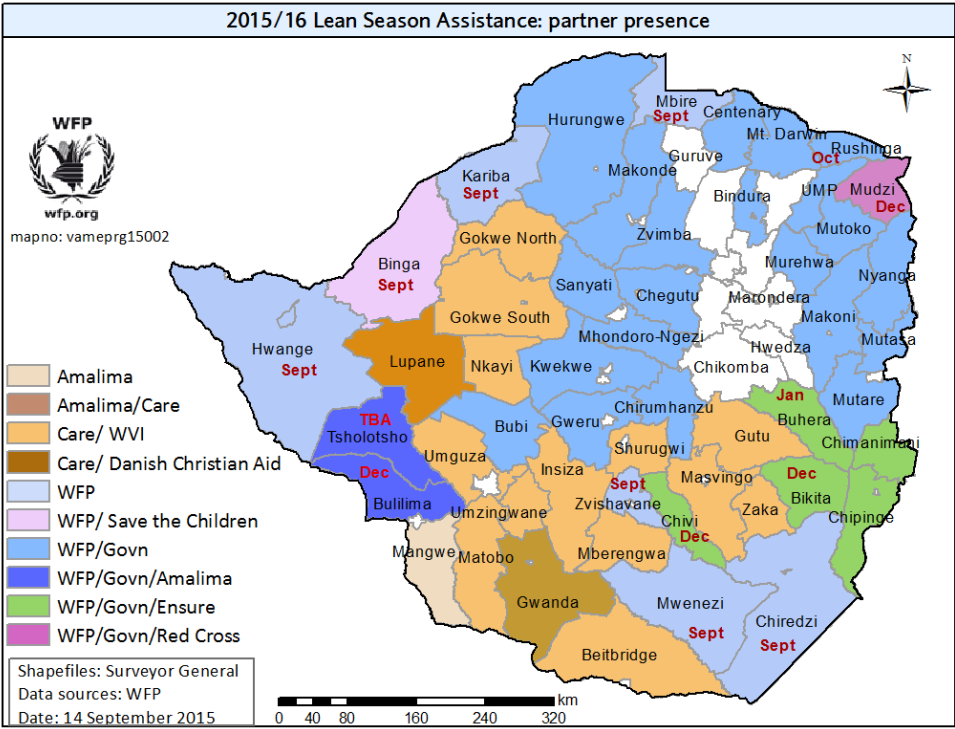 2015/16 Lean Season Assistance: partner presence
N
WFP
wfp.org
mapno: vameprg15002
Mbire
Sept
Centenary
Hurungwe
Mt. Darwin
Rushinga
Oct
Guruve
Makonde
Kariba
Sept
Bindura
UMP
Mudzi
Dec
Mutoko
Gokwe North
Zvimba
Binga
Sept
Murehwa
Nyanga
Sanyati
Chegutu
Marondera
Makoni
Gokwe South
Mhondoro-Ngezi
Mutasa
Hwange
Sept
Lupane
Nkayi
Kwekwe
Hwedza
Chikomba
Jan
Mutare
TBA
Tsholotsho
Bubi
Gweru
Chirumhanzu
Buhera
Chimanimani
Gutu
Umguza
Shurugwi
Dec
Insiza
Sept
Masvingo
Dec
Bikita
Bulilima
Umzingwane
Zvishavane
Zaka
Chivi
Dec
Chipinge
Mangwe
Matobo
Mberengwa
Gwanda
Mwenezi
Sept
Chiredzi
Sept
Beitbridge
Amalima
Amalima/Care
Care/ WVI
Care/ Danish Christian Aid
WFP
WFP/ Save the Children
WFP/Govn
WFP/Govn/Amalima
WFP/Govn/Ensure
WFP/Govn/Red Cross
Shapefiles: Surveyor General
Data sources: WFP
Date: 14 September 2015
km
0 40 80 160 240 320